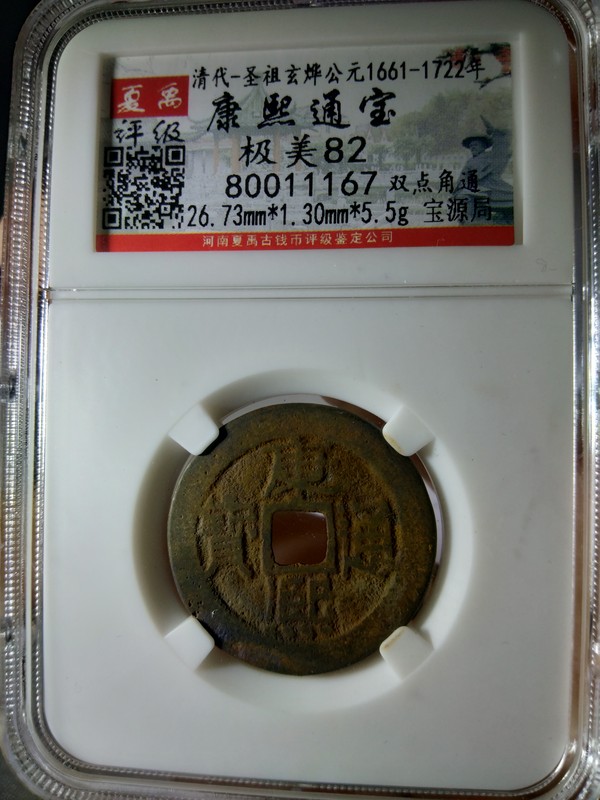 清代-圣祖玄烨公元1661-1722年
夏禹
评级
康熙通宝
极美82
80011167 双点角通
26.73mm*1.30mm*5.5g 宝源局
河南夏禹古钱币评级鉴定公司
康熙通寳